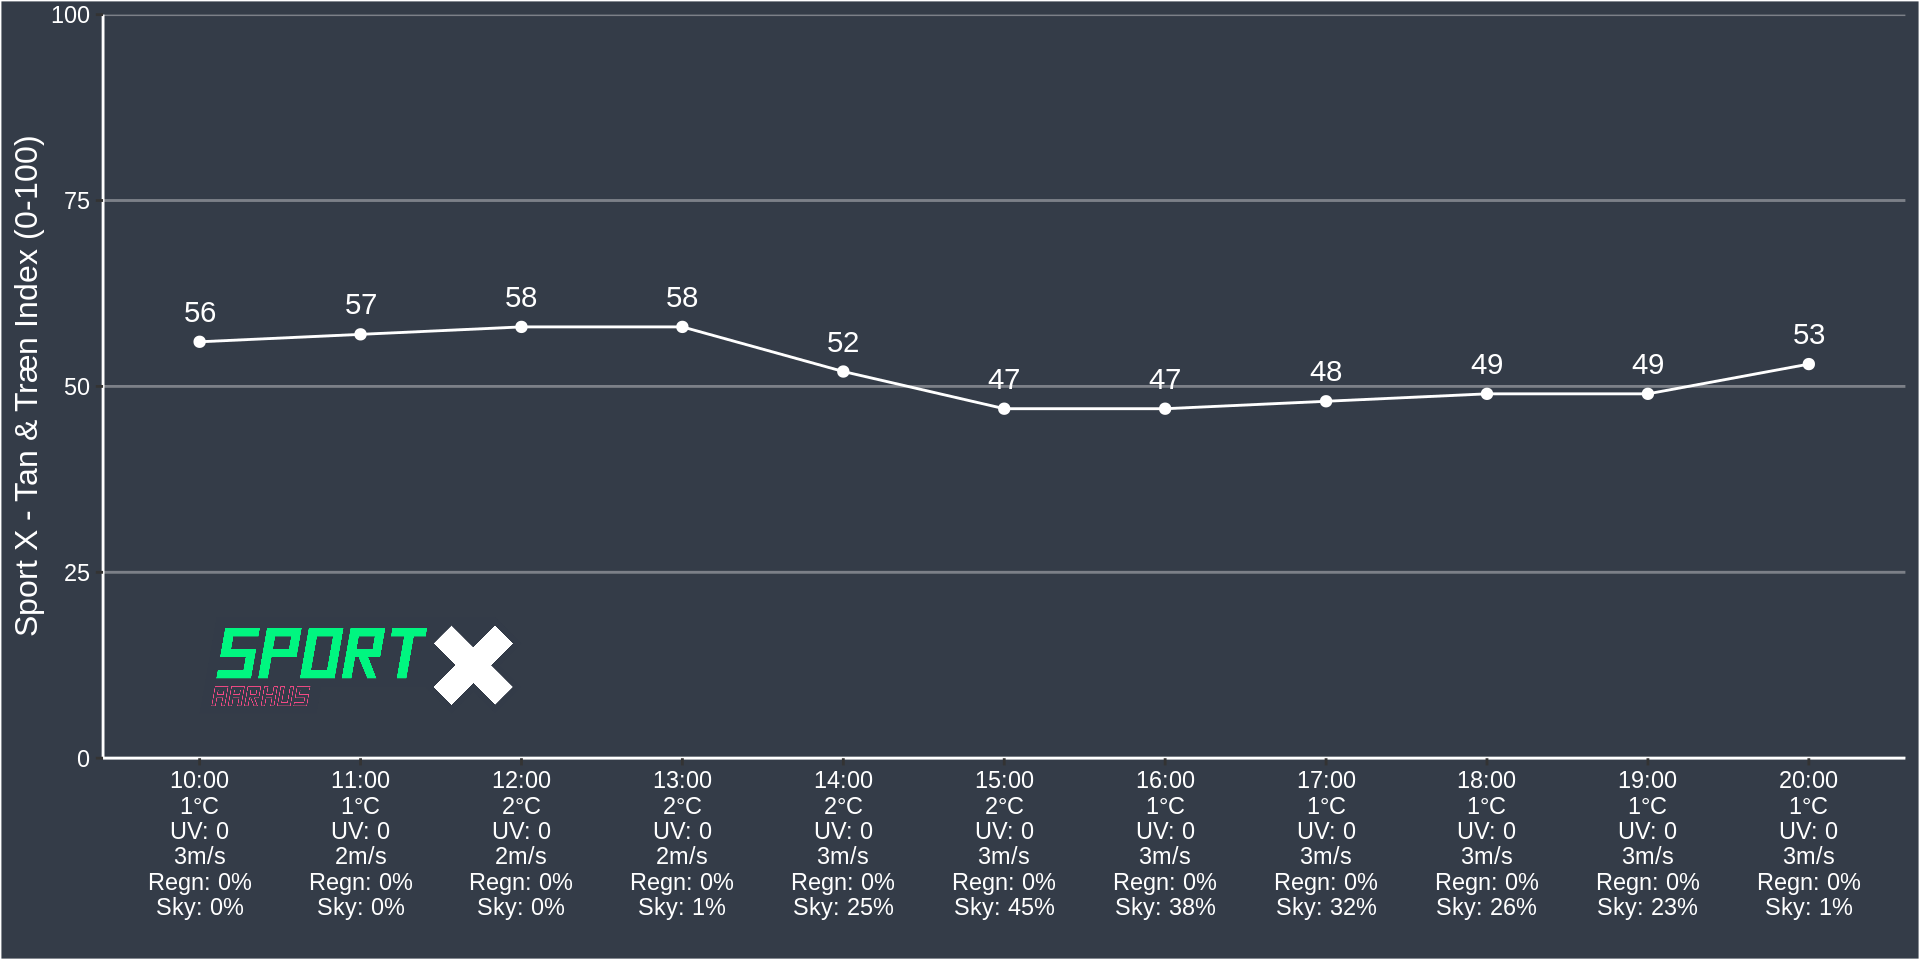 Sport X - Tan & Træn Index (0-100)
100
75
50
25
0
56
57
58
58
52
47
47
48
49
49
53
SPORT X
AARHUS
10:00 11:00 12:00 13:00 14:00 15:00 16:00 17:00 18:00 19:00 20:00
1°C 1°C 2°C 2°C 2°C 2°C 1°C 1°C 1°C 1°C 1°C
UV: 0 UV: 0 UV: 0 UV: 0 UV: 0 UV: 0 UV: 0 UV: 0 UV: 0 UV: 0 UV: 0
3m/s 2m/s 2m/s 2m/s 3m/s 3m/s 3m/s 3m/s 3m/s 3m/s 3m/s
Regn: 0% Regn: 0% Regn: 0% Regn: 0% Regn: 0% Regn: 0% Regn: 0% Regn: 0% Regn: 0% Regn: 0% Regn: 0%
Sky: 0% Sky: 0% Sky: 0% Sky: 1% Sky: 25% Sky: 45% Sky: 38% Sky: 32% Sky: 26% Sky: 23% Sky: 1%